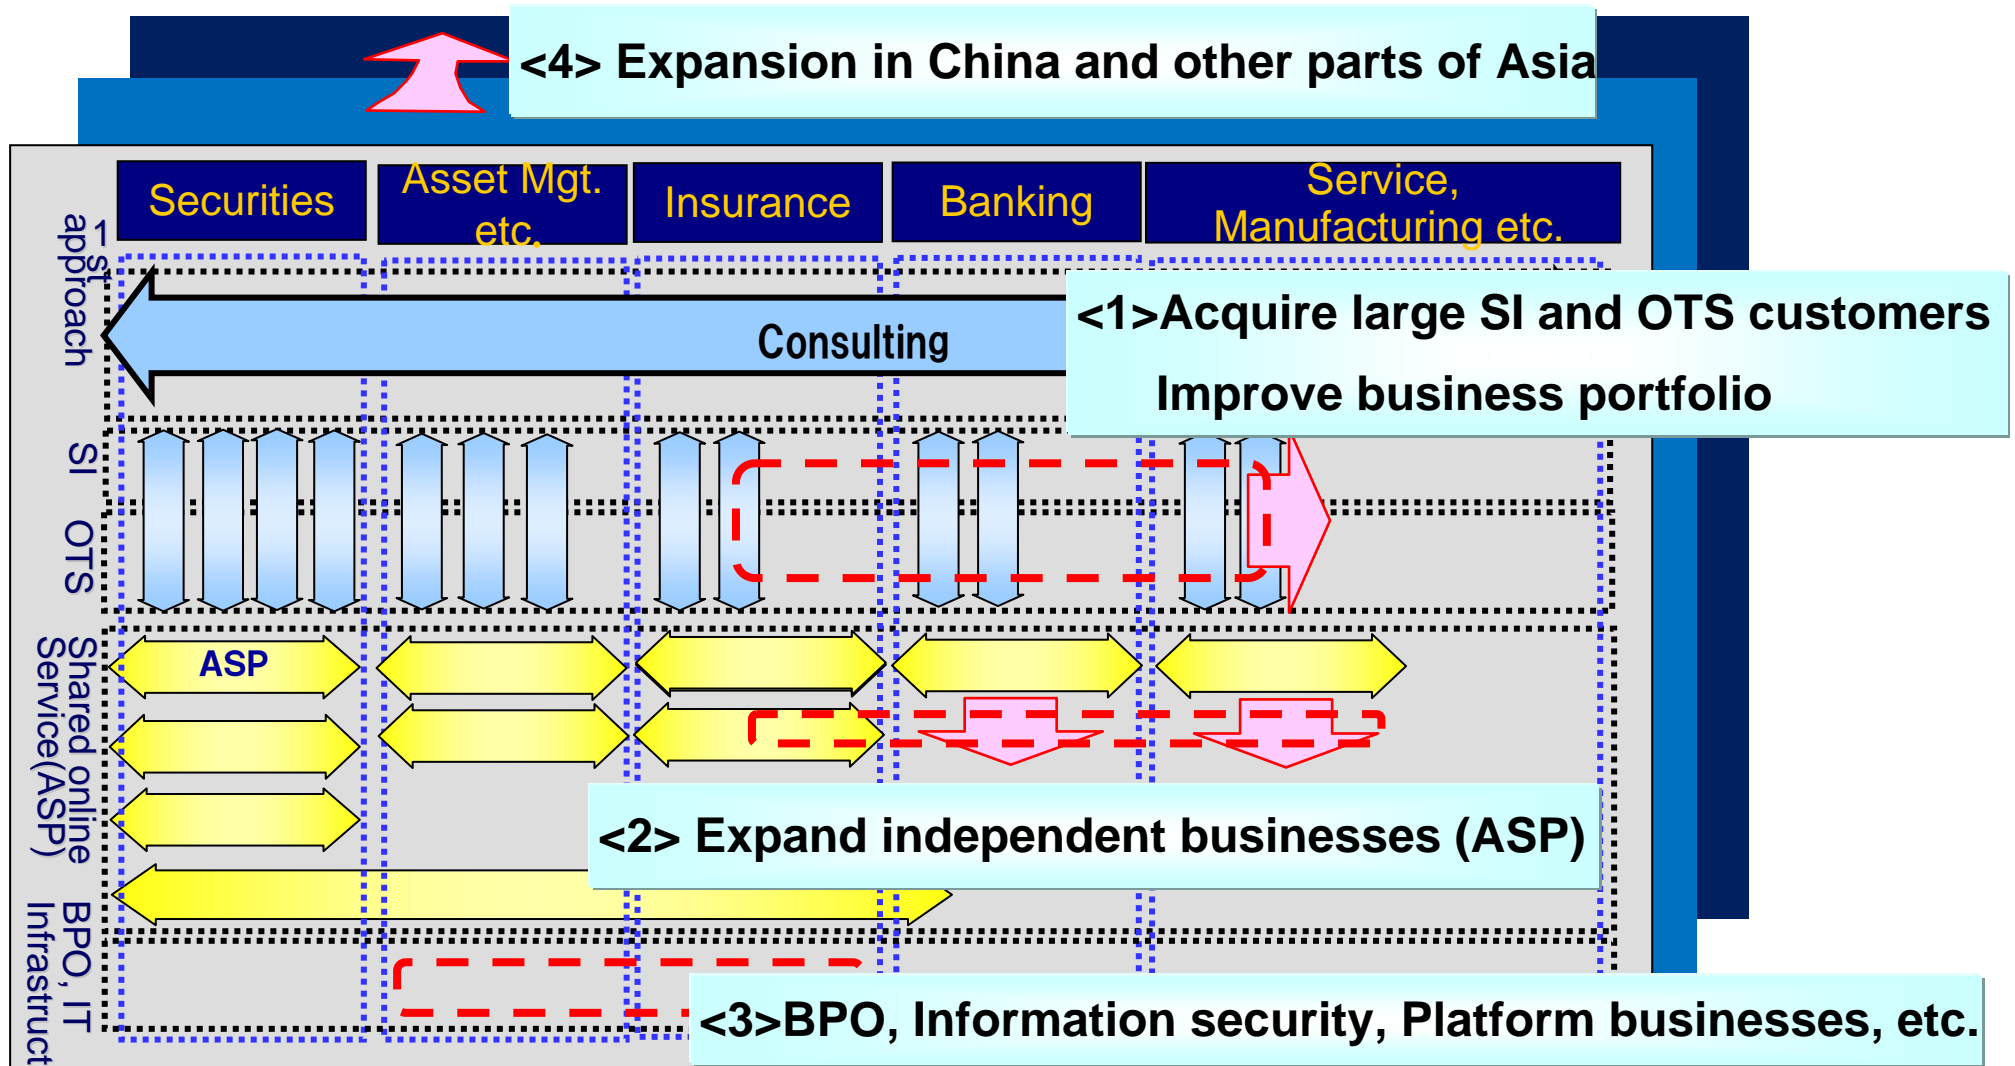 <4> Expansion in China and other parts of Asia
Securities
Asset Mgt.
etc.
Insurance
Banking
Service,
Manufacturing etc.
1st
approach
<1>Acquire large SI and OTS customers
Improve business portfolio
Consulting
SI
OTS
Shared online
Service(ASP)
ASP
<2> Expand independent businesses (ASP)
BPO, IT
Infrastruct
<3>BPO, Information security, Platform businesses, etc.